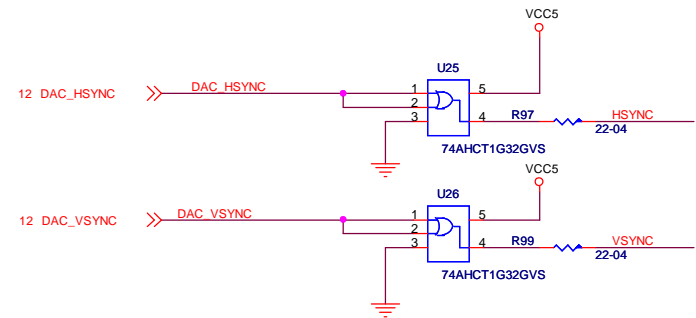 VCC5
U25
12 DAC_HSYNC
DAC_HSYNC
1
2
3
5
4
R97
HSYNC
22-04
74AHCT1G32GVS
VCC5
U26
12 DAC_VSYNC
DAC_VSYNC
1
2
3
5
4
R99
VSYNC
22-04
74AHCT1G32GVS